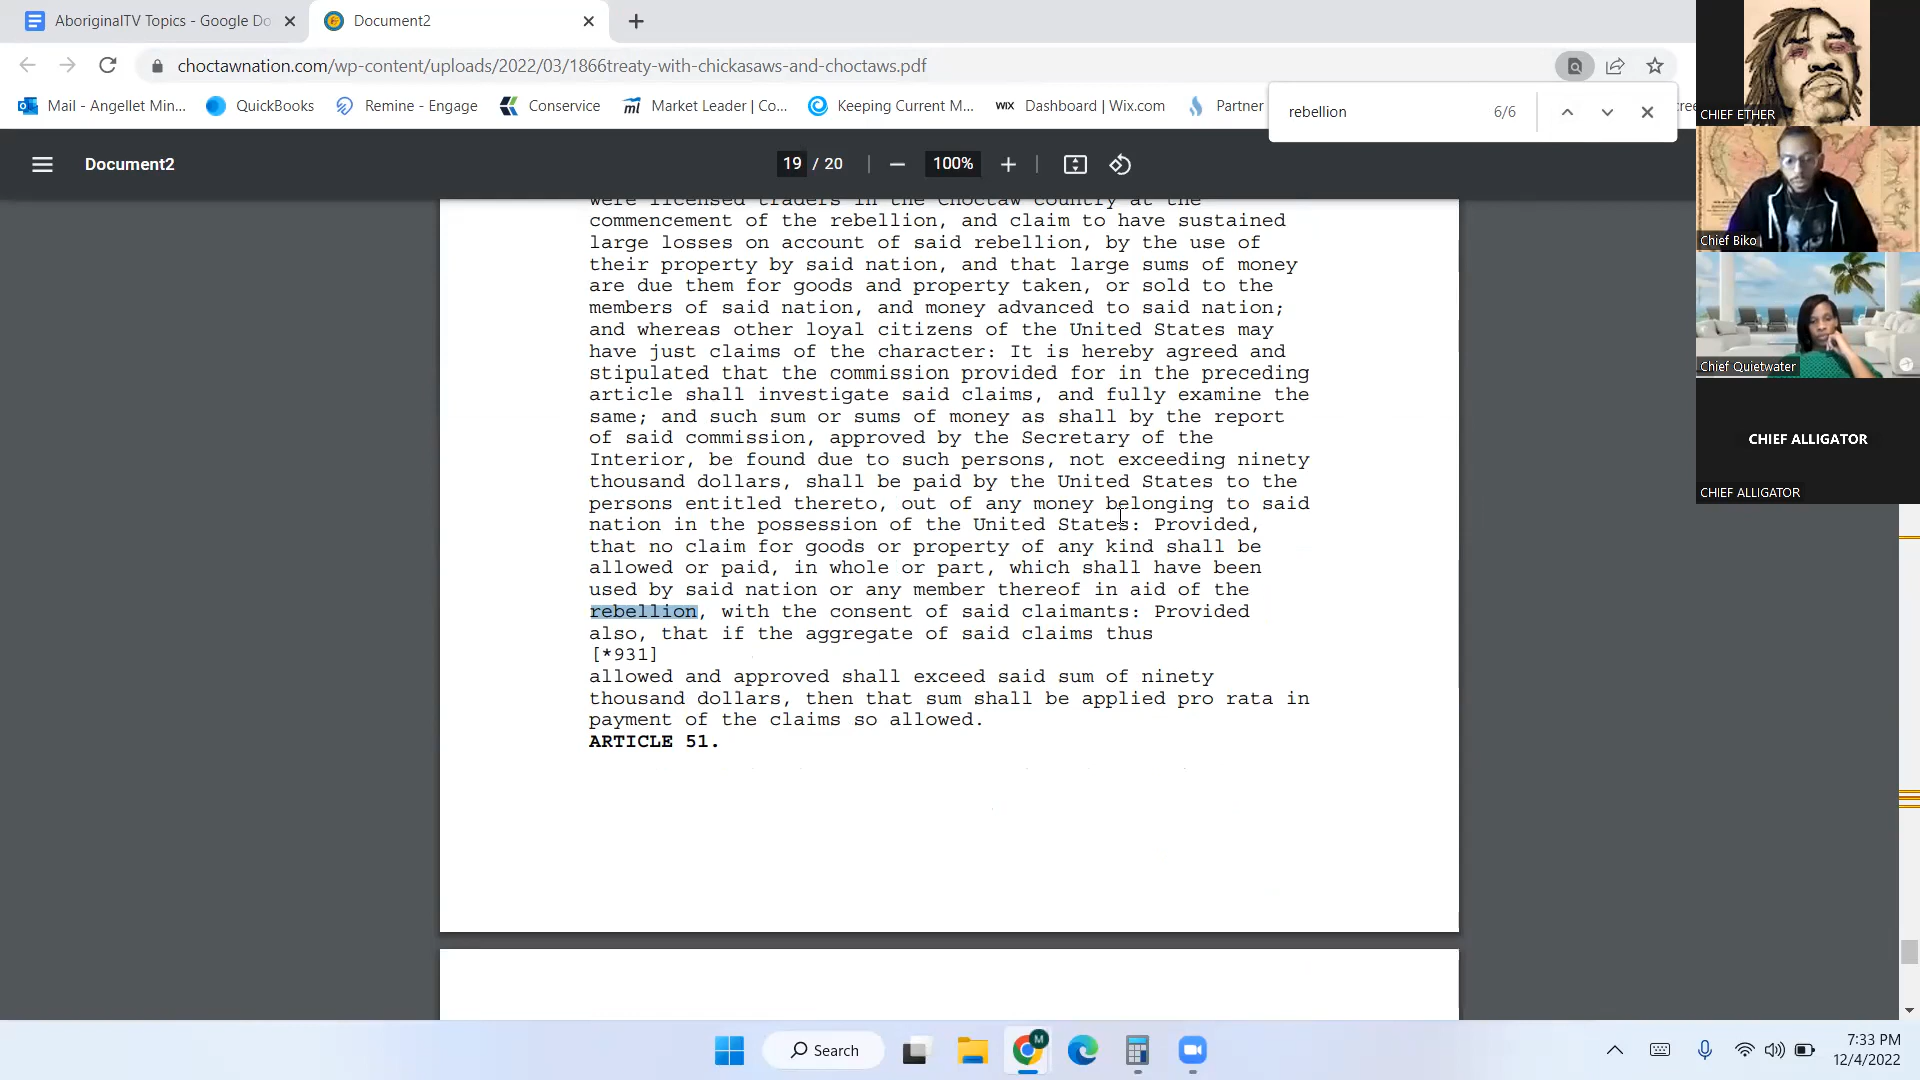 AboriginalTV Topics - Google Do
Document2
choctawnation.com/wp-content/uploads/2022/03/1866treaty-with-chickasaws-and-choctaws.pdf
Mail - Angellet Min...
QuickBooks
Remine - Engage
Conservice
Market Leader | Co...
Keeping Current M...
WIX
Dashboard | Wix.com
Partner
rebellion
6/6
Document2
19 / 20
100%
were licensed traders in the Choctaw country at the
commencement of the rebellion, and claim to have sustained
large losses on account of said rebellion, by the use of
their property by said nation, and that large sums of money
are due them for goods and property taken, or sold to the
members of said nation, and money advanced to said nation;
and whereas other loyal citizens of the United States may
have just claims of the character: It is hereby agreed and
stipulated that the commission provided for in the preceding
article shall investigate said claims, and fully examine the
same; and such sum or sums of money as shall by the report
of said commission, approved by the Secretary of the
Interior, be found due to such persons, not exceeding ninety
thousand dollars, shall be paid by the United States to the
persons entitled thereto, out of any money belonging to said
nation in the possession of the United States: Provided,
that no claim for goods or property of any kind shall be
allowed or paid, in whole or part, which shall have been
used by said nation or any member thereof in aid of the
rebellion, with the consent of said claimants: Provided
also, that if the aggregate of said claims thus
[*931]
allowed and approved shall exceed said sum of ninety
thousand dollars, then that sum shall be applied pro rata in
payment of the claims so allowed.
ARTICLE 51.
CHIEF ETHER
Chief Biko
Chief Quietwater
CHIEF ALLIGATOR
CHIEF ALLIGATOR
Search
M
7:33 PM
12/4/2022